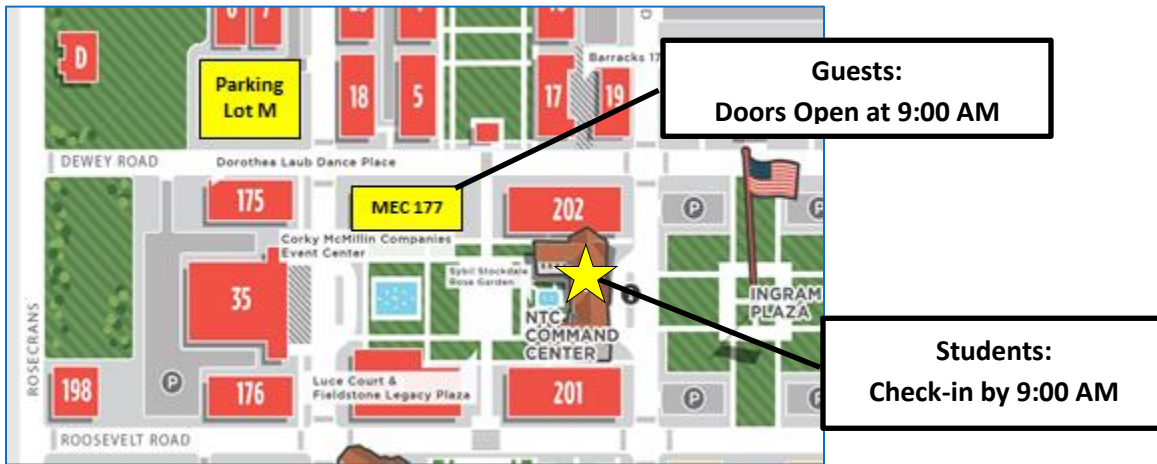 D
Parking
Lot M
18
5
17
19
Barracks 17
Guests:
Doors Open at 9:00 AM
DEWEY ROAD
Dorothea Laub Dance Place
175
MEC 177
202
P
P
Corky McMillin Companies
Event Center
Sybil Stockdale
Rose Garden
35
INGRAM
PLAZA
NTC
COMMAND
CENTER
ROSECRANS
Students:
Check-in by 9:00 AM
198
P
176
Luce Court &
Fieldstone Legacy Plaza
201
P
P
ROOSEVELT ROAD